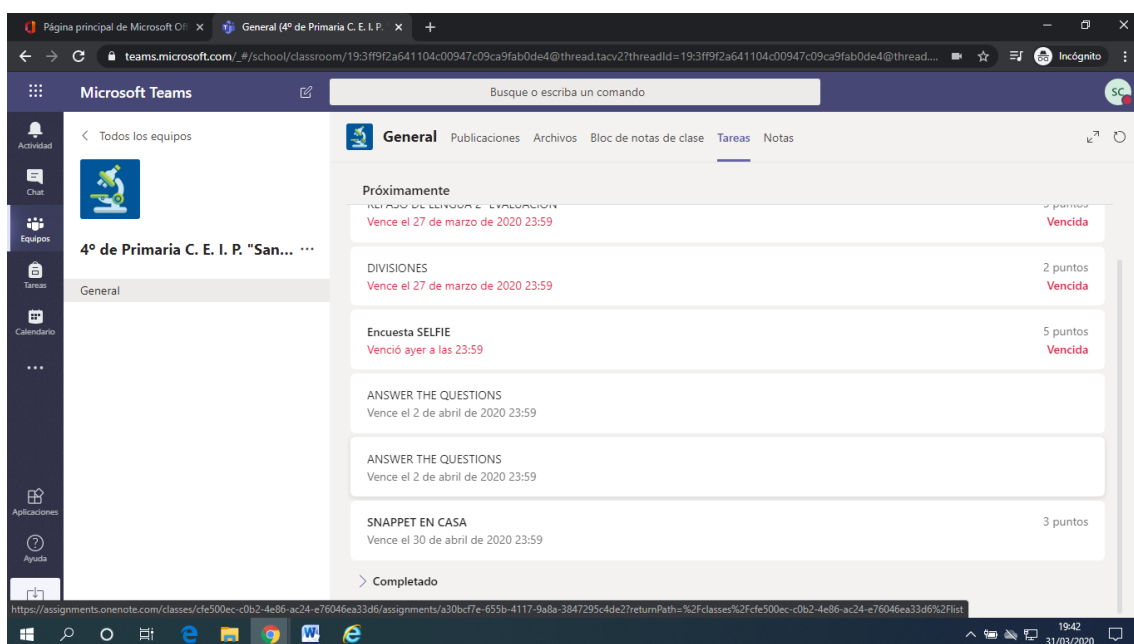 Página principal de Microsoft Off
General (4º de Primaria C. E. I. P.
teams.microsoft.com/_#/school/classroom/19:3ff9f2a641104c00947c09ca9fab0de4@thread.tacv2?threadId=19:3ff9f2a641104c00947c09ca9fab0de4@thread....
Incógnito
Microsoft Teams
Busque o escriba un comando
SC
Actividad
Chat
Equipos
Tareas
Calendario
Aplicaciones
Ayuda
Todos los equipos
4º de Primaria C. E. I. P. "San... ...
General
General Publicaciones Archivos Bloc de notas de clase Tareas Notas
Próximamente
REPASO DE LENGUA 2ª EVALUACIÓN
Vence el 27 de marzo de 2020 23:59 Vencida
DIVISIONES 2 puntos
Vence el 27 de marzo de 2020 23:59 Vencida
Encuesta SELFIE 5 puntos
Venció ayer a las 23:59 Vencida
ANSWER THE QUESTIONS
Vence el 2 de abril de 2020 23:59
ANSWER THE QUESTIONS
Vence el 2 de abril de 2020 23:59
SNAPPET EN CASA 3 puntos
Vence el 30 de abril de 2020 23:59
Completado
https://assignments.onenote.com/classes/cfe500ec-c0b2-4e86-ac24-e76046ea33d6/assignments/a30bcf7e-655b-4117-9a8a-3847295c4de2?returnPath=%2Fclasses%2Fcfe500ec-c0b2-4e86-ac24-e76046ea33d6%2Flist
19:42
31/03/2020